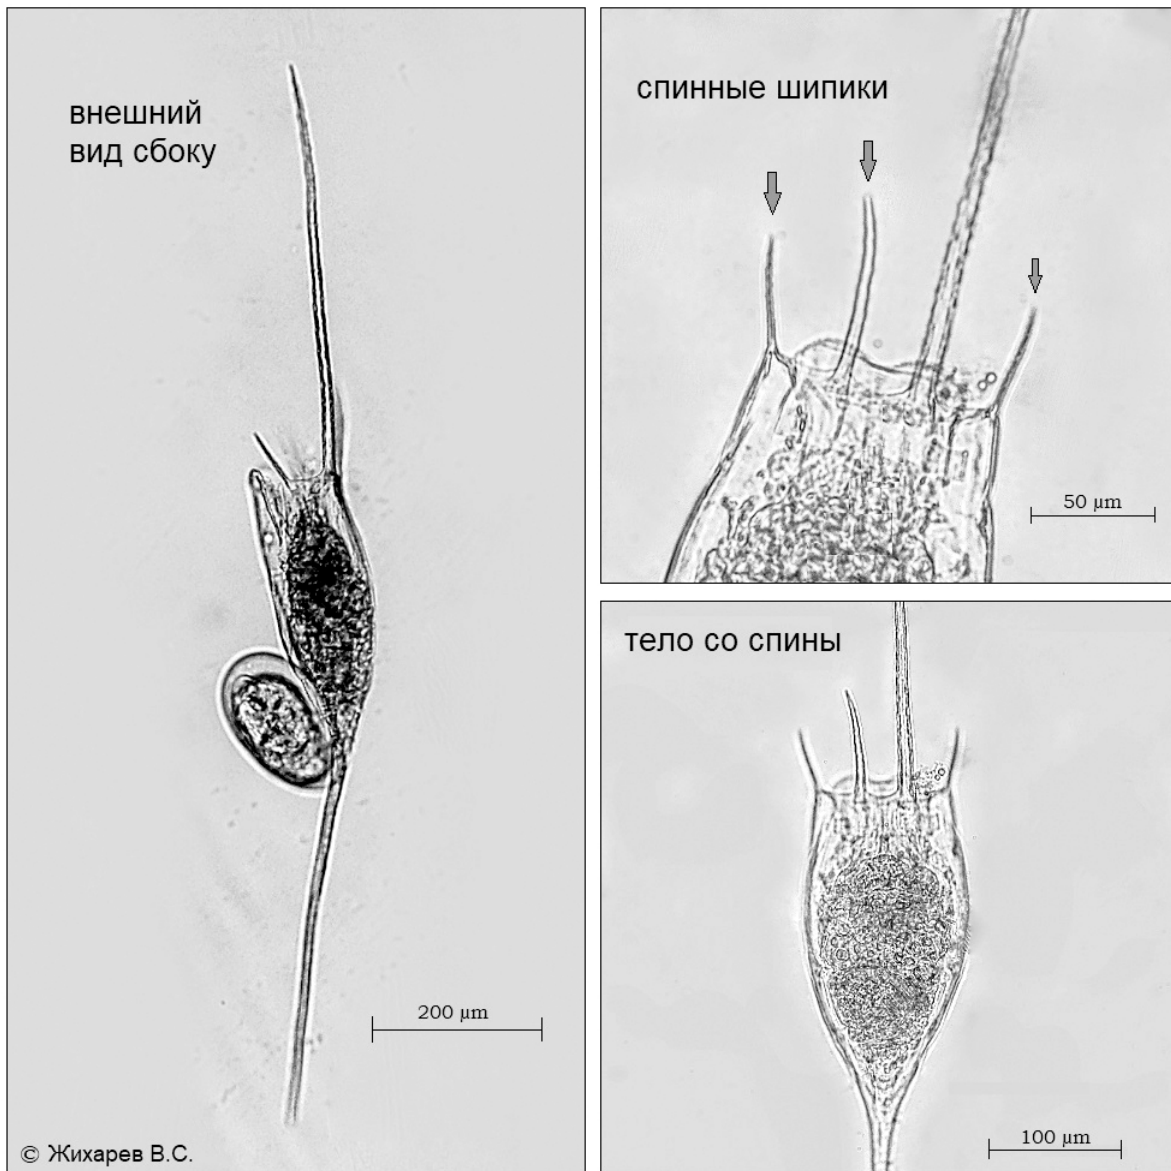 внешний
вид сбоку
200 µm
© Жихарев В.С.
спинные шипики
50 µm
тело со спины
100 µm